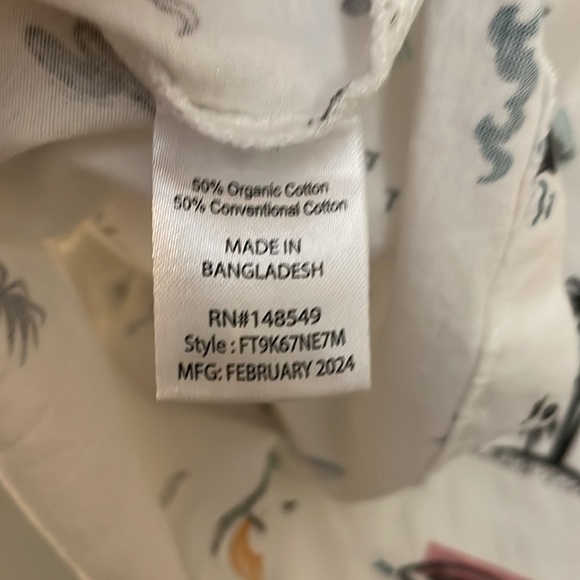 50% Organic Cotton
50% Conventional Cotton
MADE IN
BANGLADESH
RN#148549
Style : FT9K67NE7M
MFG: FEBRUARY 2024